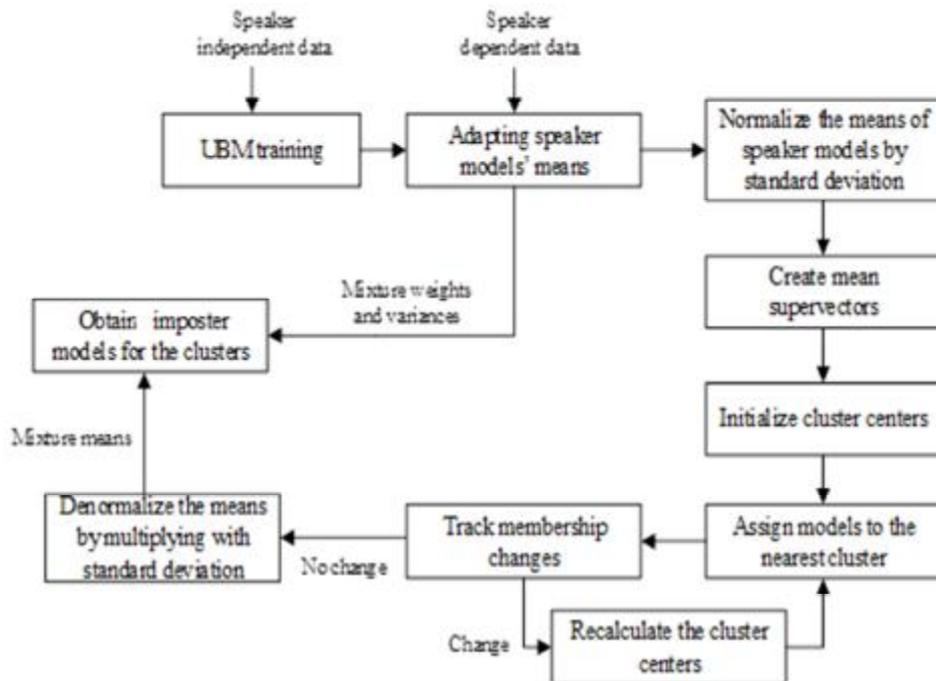 Speaker
independent data
Speaker
dependent data
UBM training
Adapting speaker
models' means
Normalize the means of
speaker models by
standard deviation
Mixture weights
and variances
Create mean
supervectors
Obtain imposter
models for the clusters
Initialize cluster centers
Mixture means
Denormalize the means
by multiplying with
standard deviation
No change
Track membership
changes
Assign models to the
nearest cluster
Change
Recalculate the cluster
centers